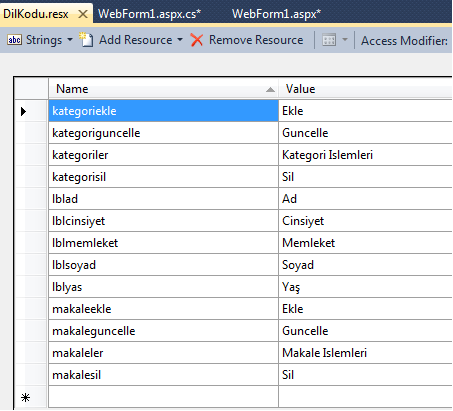 DilKodu.resx WebForm1.aspx.cs* WebForm1.aspx*
abc Strings Add Resource Remove Resource Access Modifier:
Name Value
kategoriekle Ekle
kategoriguncelle Guncelle
kategoriler Kategori Islemleri
kategorisil Sil
lblad Ad
lblcinsiyet Cinsiyet
lblmemleket Memleket
lblsoyad Soyad
lblyas Yaş
makaleekle Ekle
makaleguncelle Guncelle
makaleler Makale Islemleri
makalesil Sil